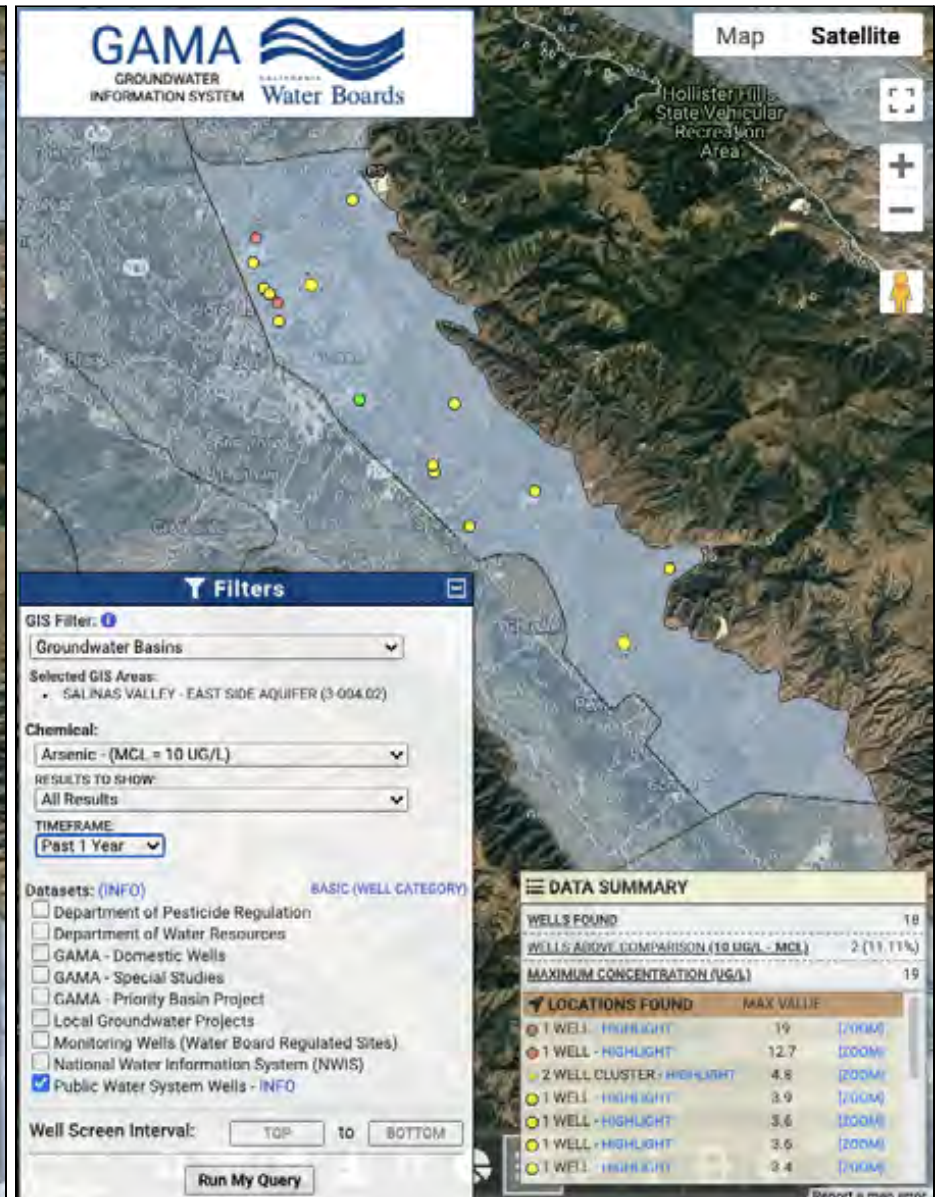 GAMA
GROUNDWATER
INFORMATION SYSTEM
CALIFORNIA
Water Boards
Map Satellite
Hollister Hills
State Vehicular
Recreation
Area
Filters
GIS Filter:
Groundwater Basins
Selected GIS Areas:
• SALINAS VALLEY - EAST SIDE AQUIFER (3-004.02)
Chemical:
Arsenic - (MCL = 10 UG/L)
RESULTS TO SHOW:
All Results
TIMEFRAME:
Past 1 Year
Datasets: (INFO) BASIC (WELL CATEGORY)
Department of Pesticide Regulation
Department of Water Resources
GAMA - Domestic Wells
GAMA - Special Studies
GAMA - Priority Basin Project
Local Groundwater Projects
Monitoring Wells (Water Board Regulated Sites)
National Water Information System (NWIS)
Public Water System Wells - INFO
Well Screen Interval: TOP to BOTTOM
Run My Query
DATA SUMMARY
WELLS FOUND 18
WELLS ABOVE COMPARISON (10 UG/L - MCL) 2 (11.11%)
MAXIMUM CONCENTRATION (UG/L) 19
LOCATIONS FOUND MAX VALUE
1 WELL - HIGHLIGHT 19 [ZOOM]
1 WELL - HIGHLIGHT 12.7 [ZOOM]
2 WELL CLUSTER - HIGHLIGHT 4.8 [ZOOM]
1 WELL - HIGHLIGHT 3.9 [ZOOM]
1 WELL - HIGHLIGHT 3.6 [ZOOM]
1 WELL - HIGHLIGHT 3.6 [ZOOM]
1 WELL - HIGHLIGHT 3.4 [ZOOM]
Report a map error